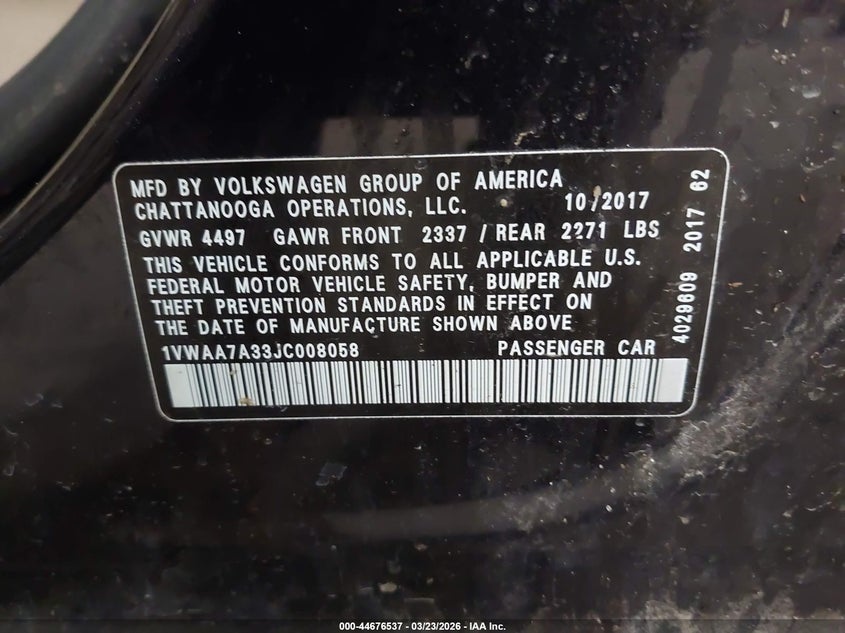 MFD BY VOLKSWAGEN GROUP OF AMERICA
CHATTANOOGA OPERATIONS, LLC. 10/2017
GVWR 4497 GAWR FRONT 2337 / REAR 2271 LBS
THIS VEHICLE CONFORMS TO ALL APPLICABLE U.S.
FEDERAL MOTOR VEHICLE SAFETY, BUMPER AND
THEFT PREVENTION STANDARDS IN EFFECT ON
THE DATE OF MANUFACTURE SHOWN ABOVE
1VWAA7A33JC008058 PASSENGER CAR
4029609 2017 62
000-44676537 - 03/23/2026 - IAA Inc.